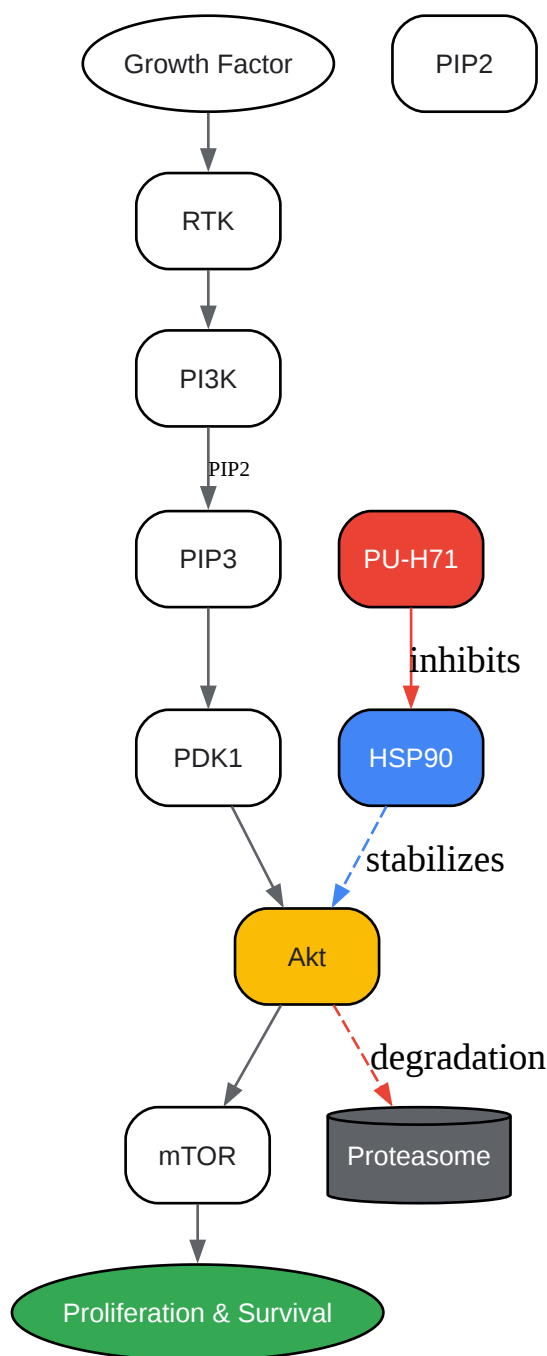 Growth Factor
PIP2
RTK
PI3K
PIP2
PIP3
PU-H71
inhibits
PDK1
HSP90
stabilizes
Akt
degradation
mTOR
Proteasome
Proliferation & Survival